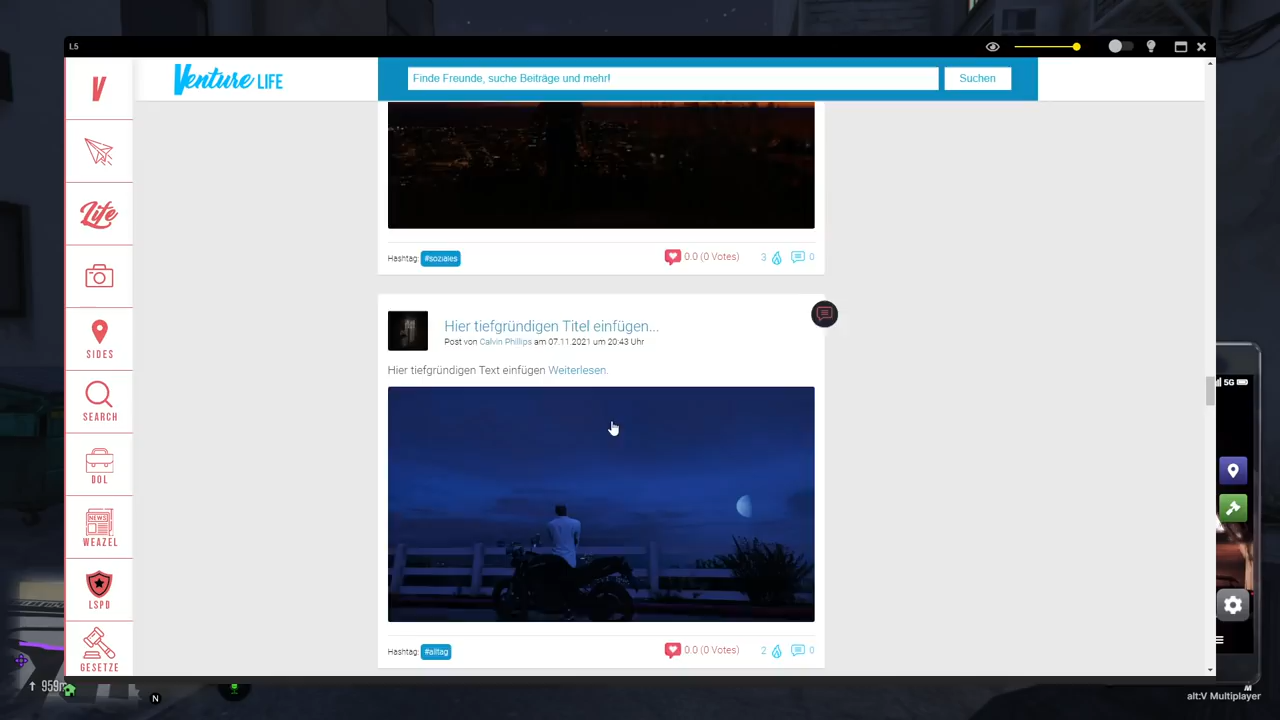 L5
V
Venture LIFE
Finde Freunde, suche Beiträge und mehr!
Suchen
Life
SIDES
SEARCH
DOL
NEWS
WEAZEL
LSPD
GESETZE
Hashtag: #soziales
0.0 (0 Votes)
3
0
Hier tiefgründigen Titel einfügen...
Post von Calvin Phillips am 07.11.2021 um 20:43 Uhr
Hier tiefgründigen Text einfügen Weiterlesen.
Hashtag: #alltag
0.0 (0 Votes)
2
0
5G
959m
N
alt:V Multiplayer